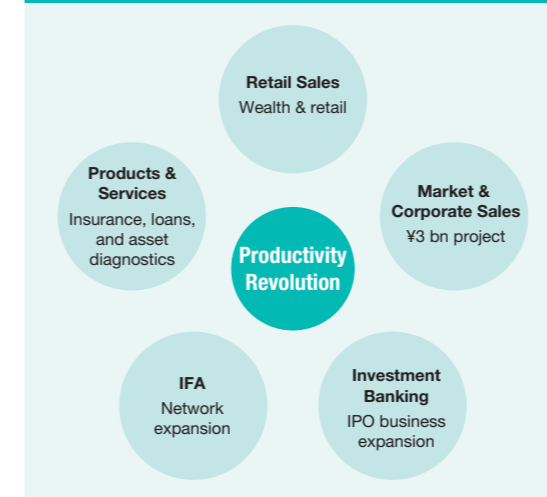 Retail Sales
Wealth & retail
Products &
Services
Insurance, loans,
and asset
diagnostics
Market &
Corporate Sales
¥3 bn project
Productivity
Revolution
IFA
Network
expansion
Investment
Banking
IPO business
expansion